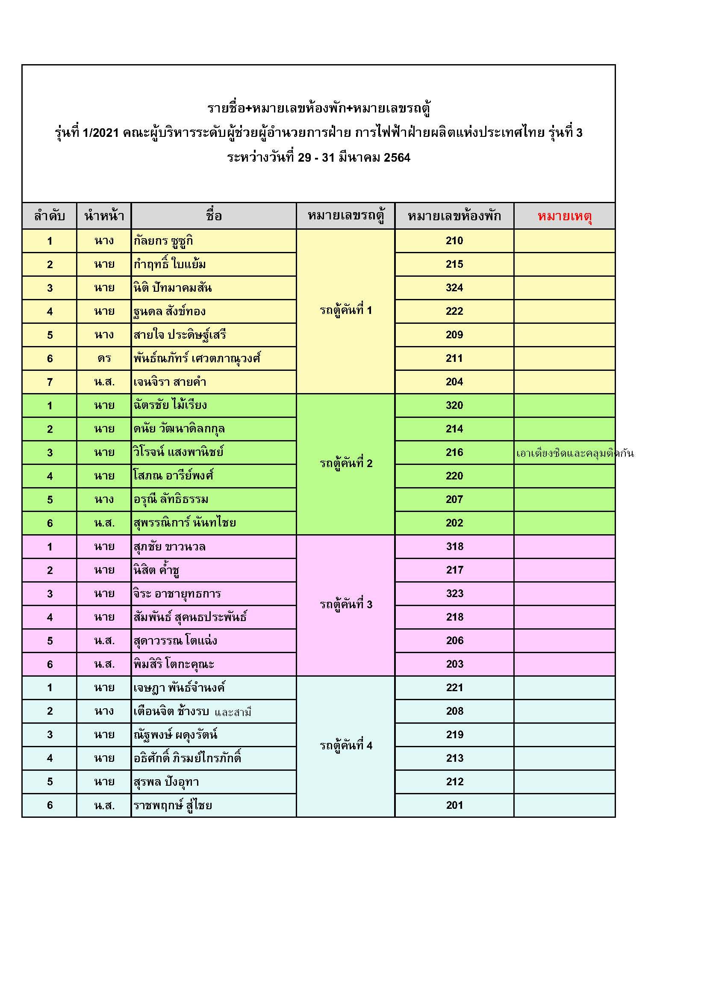 รายชื่อ+หมายเลขห้องพัก+หมายเลขรถตู้
รุ่นที่ 1/2021 คณะผู้บริหารระดับผู้ช่วยผู้อำนวยการฝ่าย การไฟฟ้าฝ่ายผลิตแห่งประเทศไทย รุ่นที่ 3
ระหว่างวันที่ 29 - 31 มีนาคม 2564
ลำดับ นำหน้า ชื่อ หมายเลขรถตู้ หมายเลขห้องพัก หมายเหตุ
1 นาง กัลยกร ซูซูกิ 210
2 นาย กำฤทธิ์ ใบแย้ม 215
3 นาย นิติ ปัทมาคมสัน 324
4 นาย ฐนดล สังข์ทอง รถตู้คันที่ 1 222
5 นาง สายใจ ประดิษฐ์เสรี 209
6 ดร พันธ์ณภัทร์ เศวตภาณุวงศ์ 211
7 น.ส. เจนจิรา สายคำ 204
1 นาย ฉัตรชัย ไม้เรียง 320
2 นาย ดนัย วัฒนาดิลกกุล 214
3 นาย วิโรจน์ แสงพานิชย์ รถตู้คันที่ 2 216 เอาเตี่ยงชิดและคลุมติดกัน
4 นาย โสภณ อารีย์พงศ์ 220
5 นาง อรุณี ลัทธิธรรม 207
6 น.ส. สุพรรณิการ์ นันทไชย 202
1 นาย สุภชัย ขาวนวล 318
2 นาย นิสิต ค้ำชู 217
3 นาย จิระ อาชายุทธการ รถตู้คันที่ 3 323
4 นาย สัมพันธ์ สุคนธประพันธ์ 218
5 น.ส. สุดาวรรณ โตแฉ่ง 206
6 น.ส. พิมสิริ โตกะคุณะ 203
1 นาย เจษฎา พันธ์จำนงค์ 221
2 นาง เตือนจิต ช้างรบ และสามี 208
3 นาย ณัฐพงษ์ ผดุงรัตน์ รถตู้คันที่ 4 219
4 นาย อธิศักดิ์ ภิรมย์ไกรภักดิ์ 213
5 นาย สุรพล ปังอุทา 212
6 น.ส. ราชพฤกษ์ สู่ไชย 201